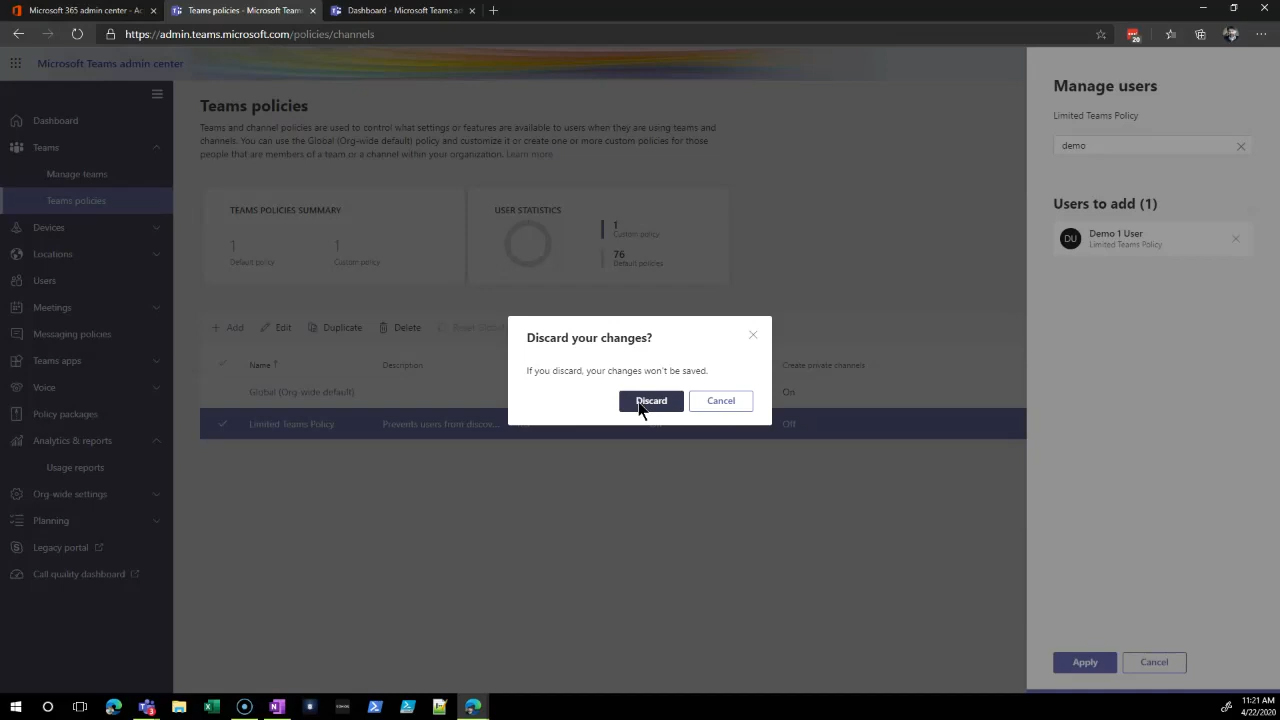 Microsoft 365 admin center - Ac
Teams policies - Microsoft Team
Dashboard - Microsoft Teams ad
https://admin.teams.microsoft.com/policies/channels
20
Microsoft Teams admin center
Dashboard
Teams
Manage teams
Teams policies
Devices
Locations
Users
Meetings
Messaging policies
Teams apps
Voice
Policy packages
Analytics & reports
Usage reports
Org-wide settings
Planning
Legacy portal
Call quality dashboard
Teams policies
Teams and channel policies are used to control what settings or features are available to users when they are using teams and
channels. You can use the Global (Org-wide default) policy and customize it or create one or more custom policies for those
people that are members of a team or a channel within your organization. Learn more
TEAMS POLICIES SUMMARY
1
Default policy
1
Custom policy
USER STATISTICS
1
Custom policy
76
Default policies
Add
Edit
Duplicate
Delete
Reset Global
Name ↑
Description
Create private channels
Global (Org-wide default)
On
Limited Teams Policy
Prevents users from discov...
Off
Discard your changes?
If you discard, your changes won't be saved.
Discard
Cancel
Manage users
Limited Teams Policy
demo
Users to add (1)
DU
Demo 1 User
Limited Teams Policy
Apply
Cancel
11:21 AM
4/22/2020